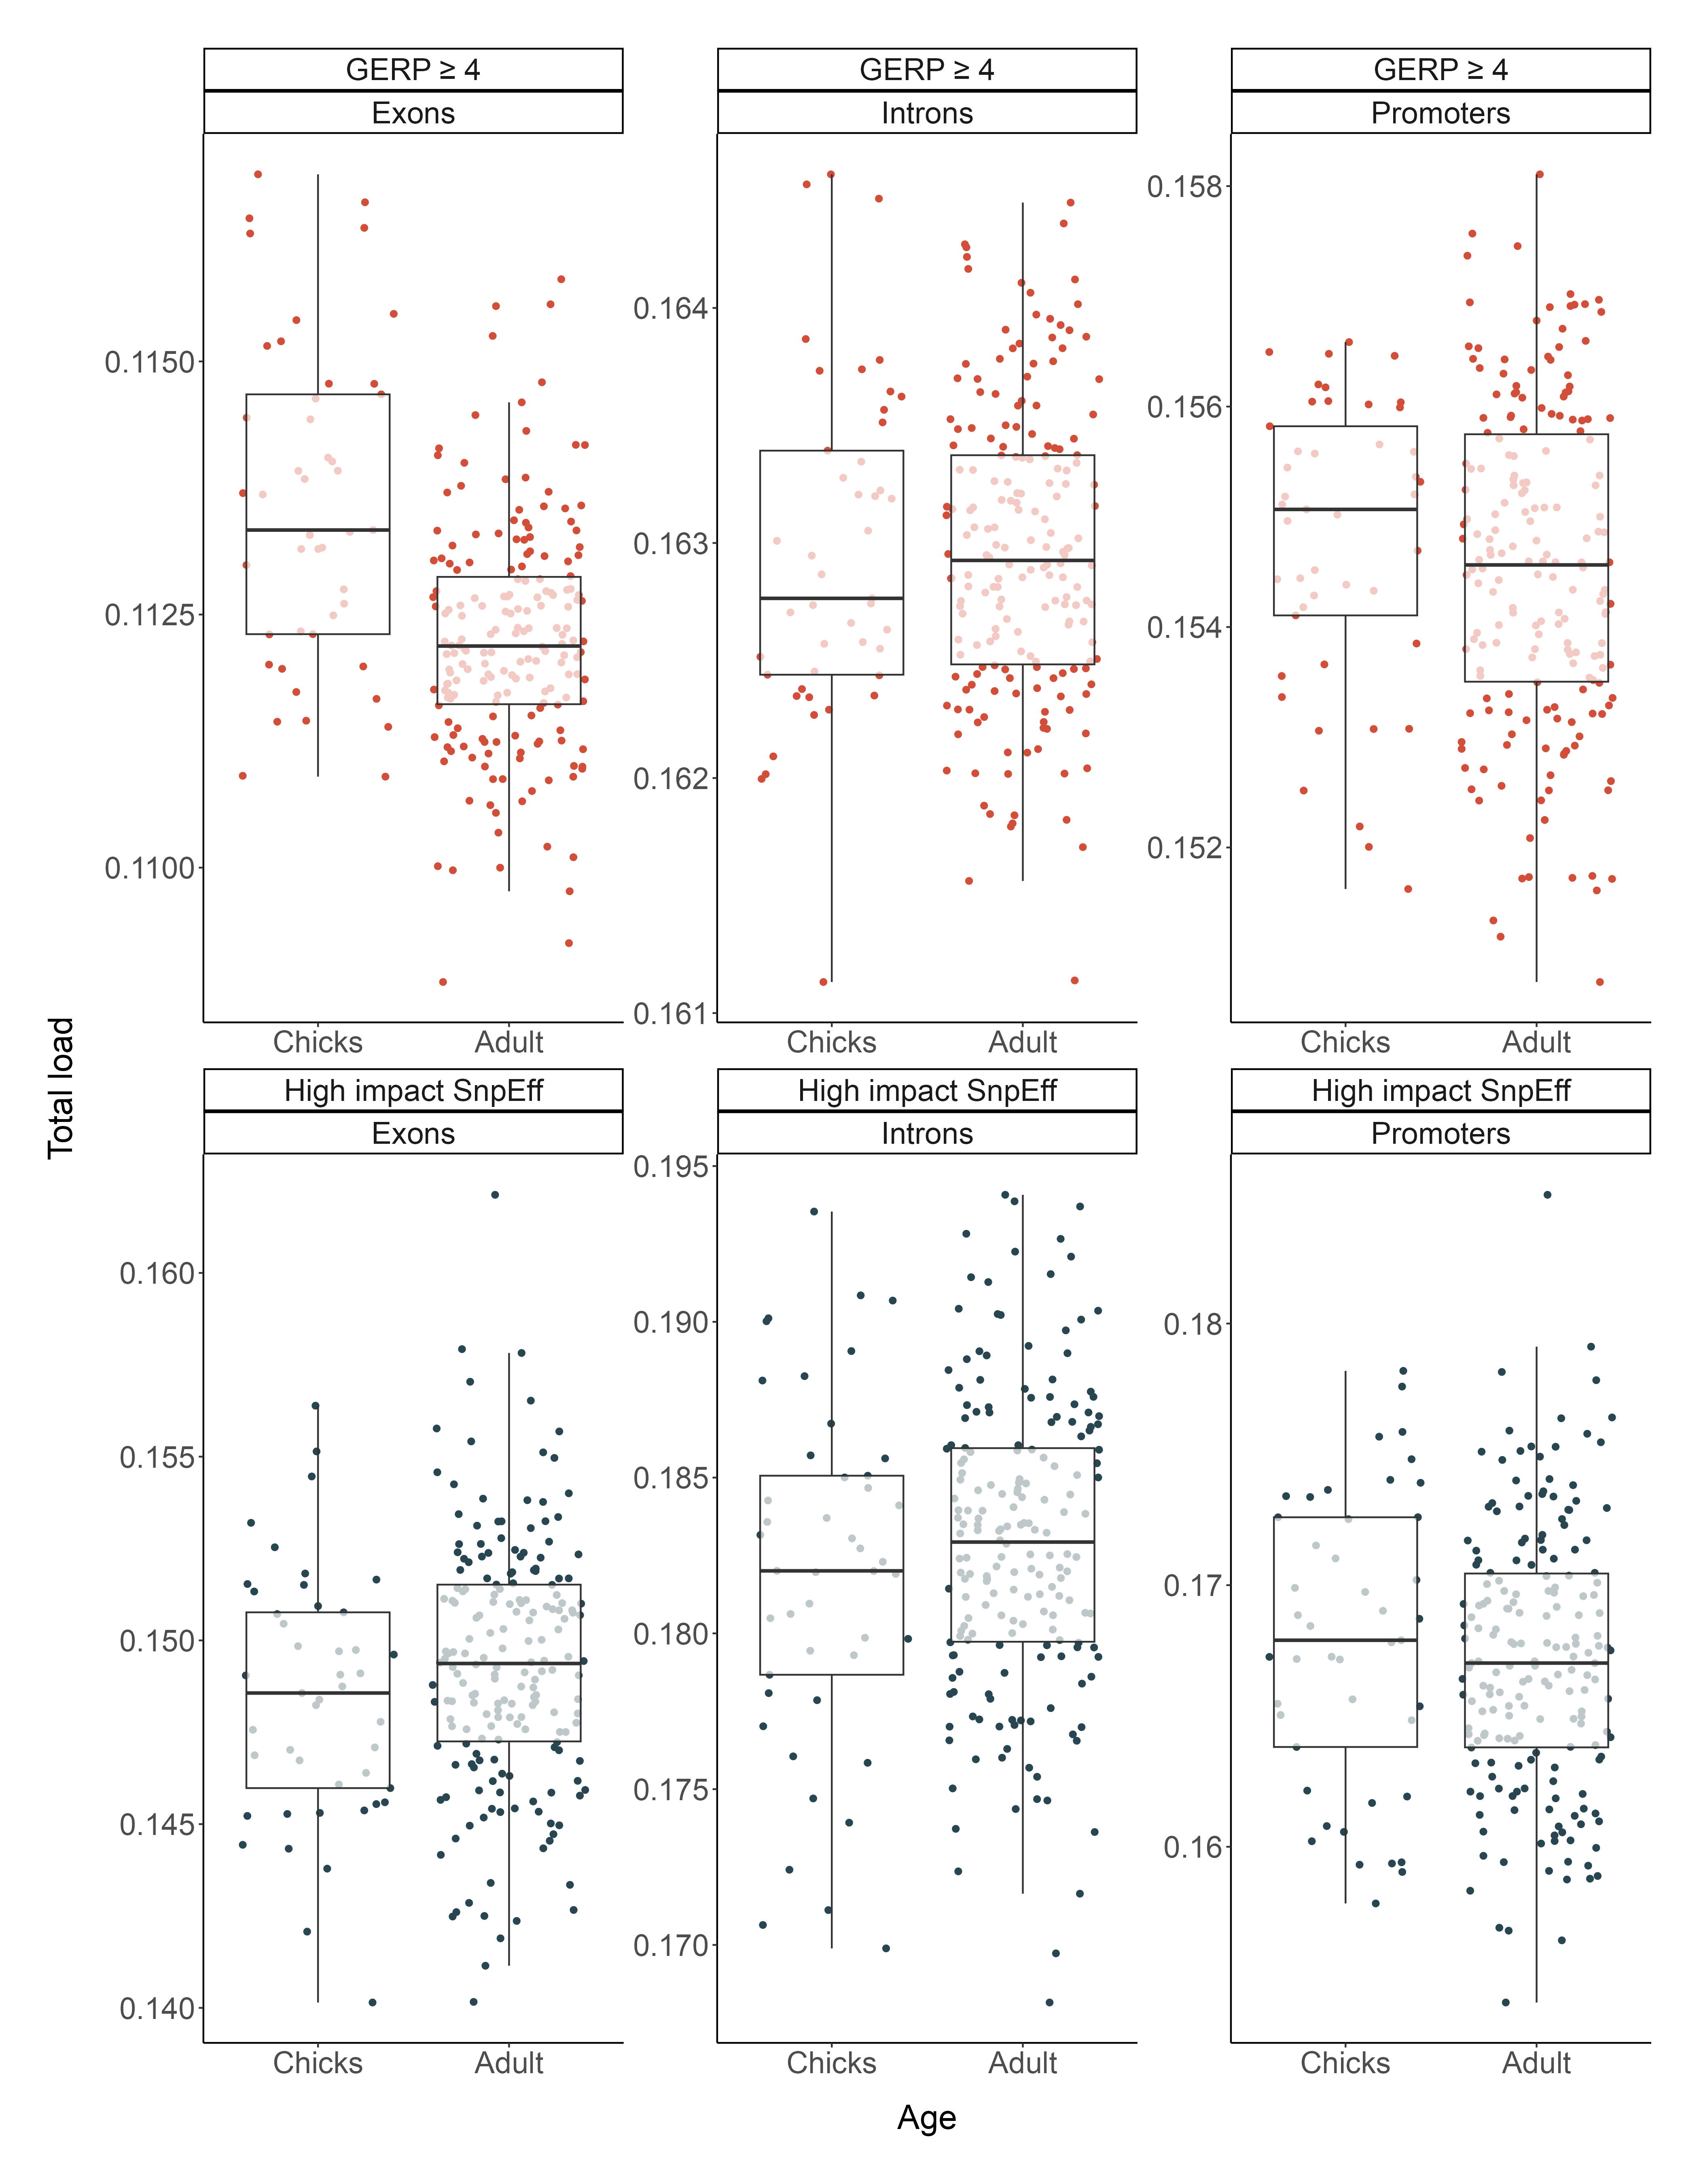 GERP ≥ 4
Exons
0.1150
0.1125
0.1100
Chicks Adult
GERP ≥ 4
Introns
0.164
0.163
0.162
0.161
Chicks Adult
GERP ≥ 4
Promoters
0.158
0.156
0.154
0.152
Chicks Adult
Total load
High impact SnpEff
Exons
0.160
0.155
0.150
0.145
0.140
Chicks Adult
High impact SnpEff
Introns
0.195
0.190
0.185
0.180
0.175
0.170
Chicks Adult
High impact SnpEff
Promoters
0.18
0.17
0.16
Chicks Adult
Age